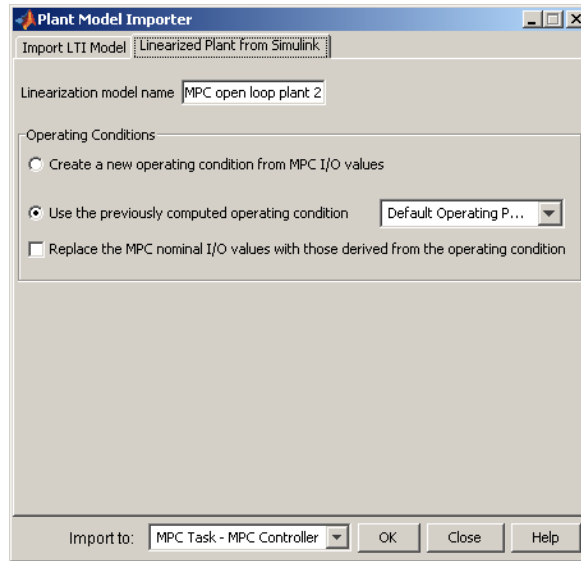 Plant Model Importer
Import LTI Model Linearized Plant from Simulink
Linearization model name MPC open loop plant 2
Operating Conditions
Create a new operating condition from MPC I/O values
Use the previously computed operating condition Default Operating P...
Replace the MPC nominal I/O values with those derived from the operating condition
Import to: MPC Task - MPC Controller OK Close Help